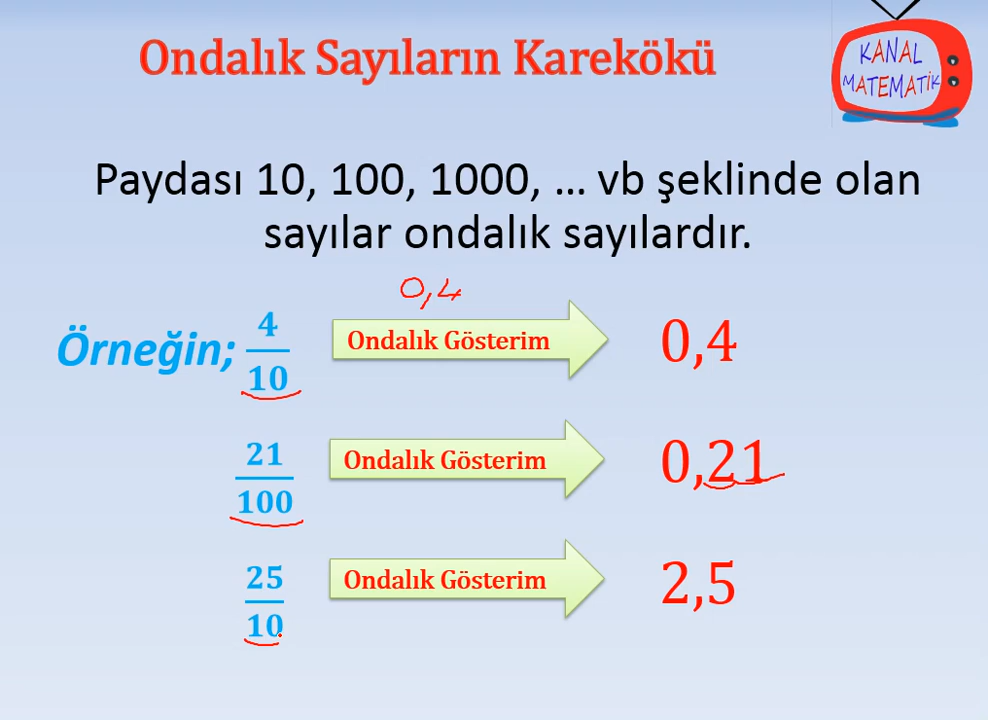 Ondalık Sayıların Karekökü
KANAL
MATEMATİK
Paydası 10, 100, 1000, ... vb şeklinde olan
sayılar ondalık sayılardır.
0,4
Örneğin; 4/10 Ondalık Gösterim 0,4
21/100 Ondalık Gösterim 0,21
25/10 Ondalık Gösterim 2,5